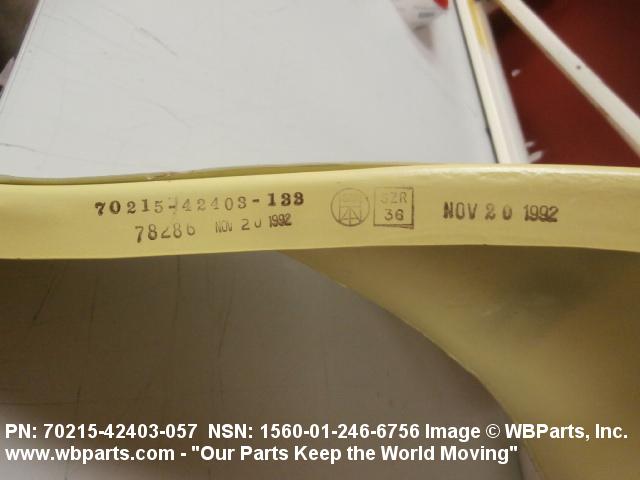 70215-42403-133
78286 NOV 20 1992
SZR
36
NOV 20 1992
PN: 70215-42403-057 NSN: 1560-01-246-6756 Image © WBParts, Inc.
www.wbparts.com - "Our Parts Keep the World Moving"